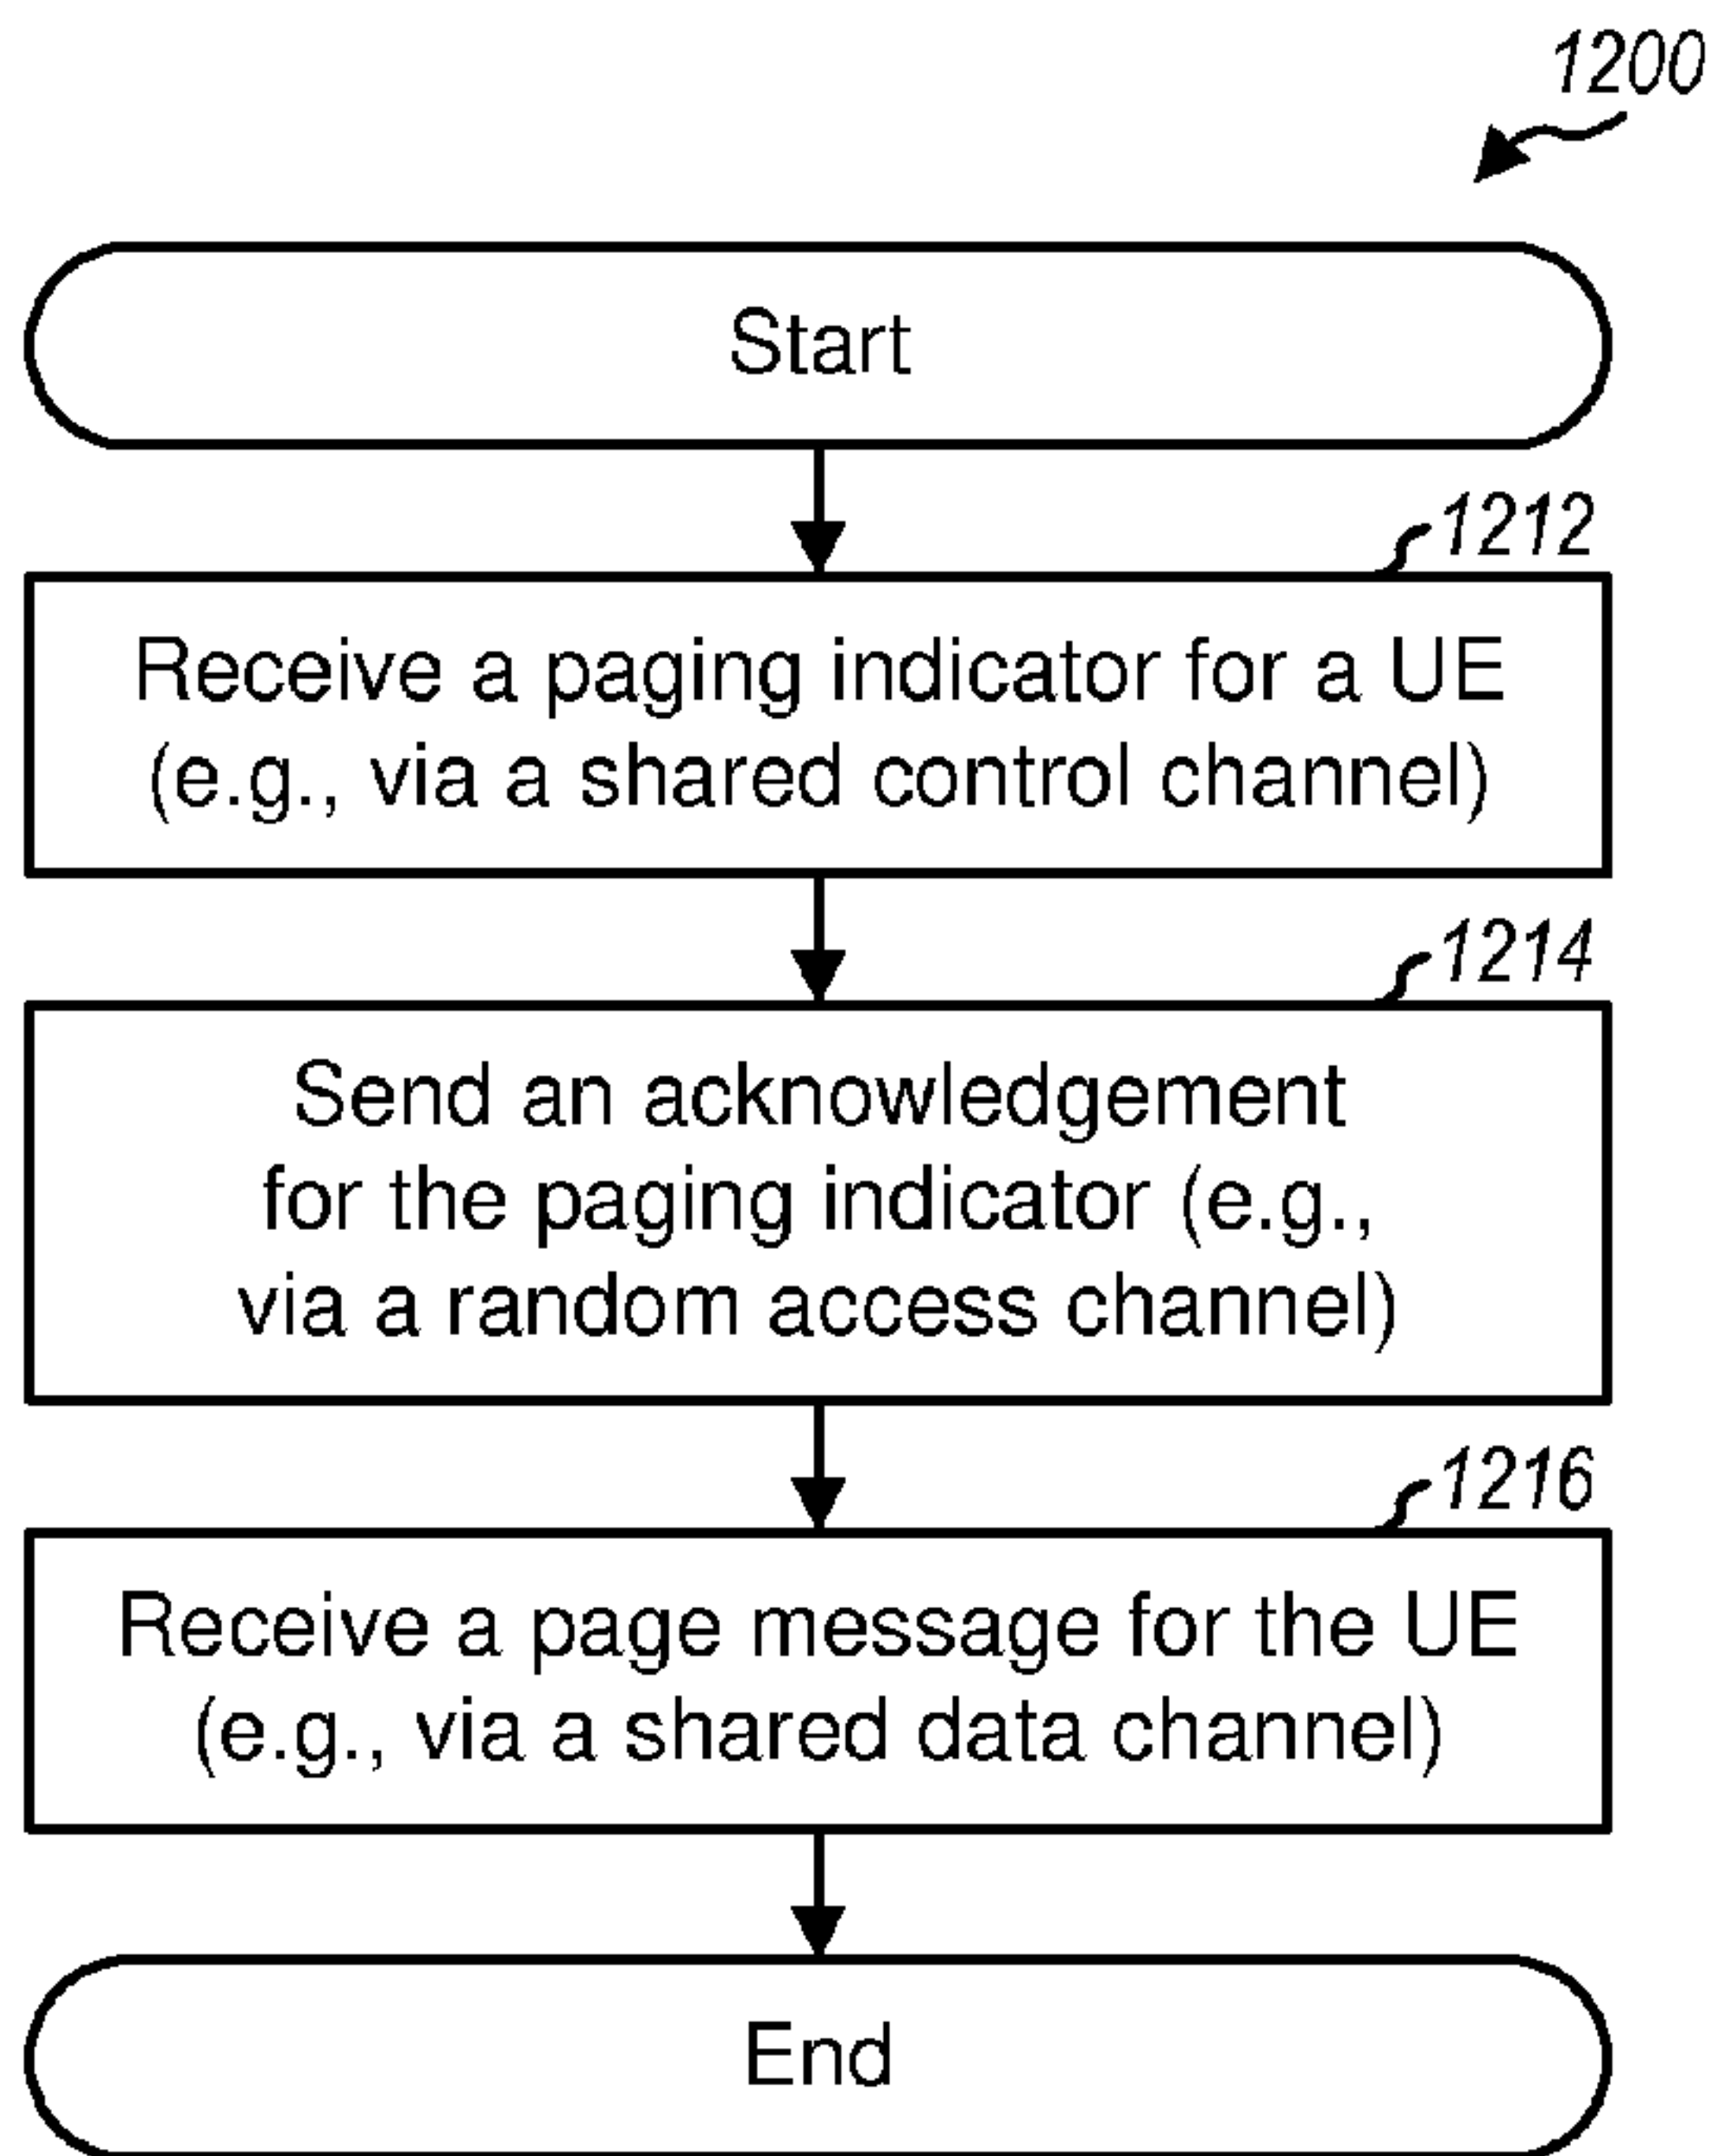 1200
Start
1212
Receive a paging indicator for a UE
(e.g., via a shared control channel)
1214
Send an acknowledgement
for the paging indicator (e.g.,
via a random access channel)
1216
Receive a page message for the UE
(e.g., via a shared data channel)
End